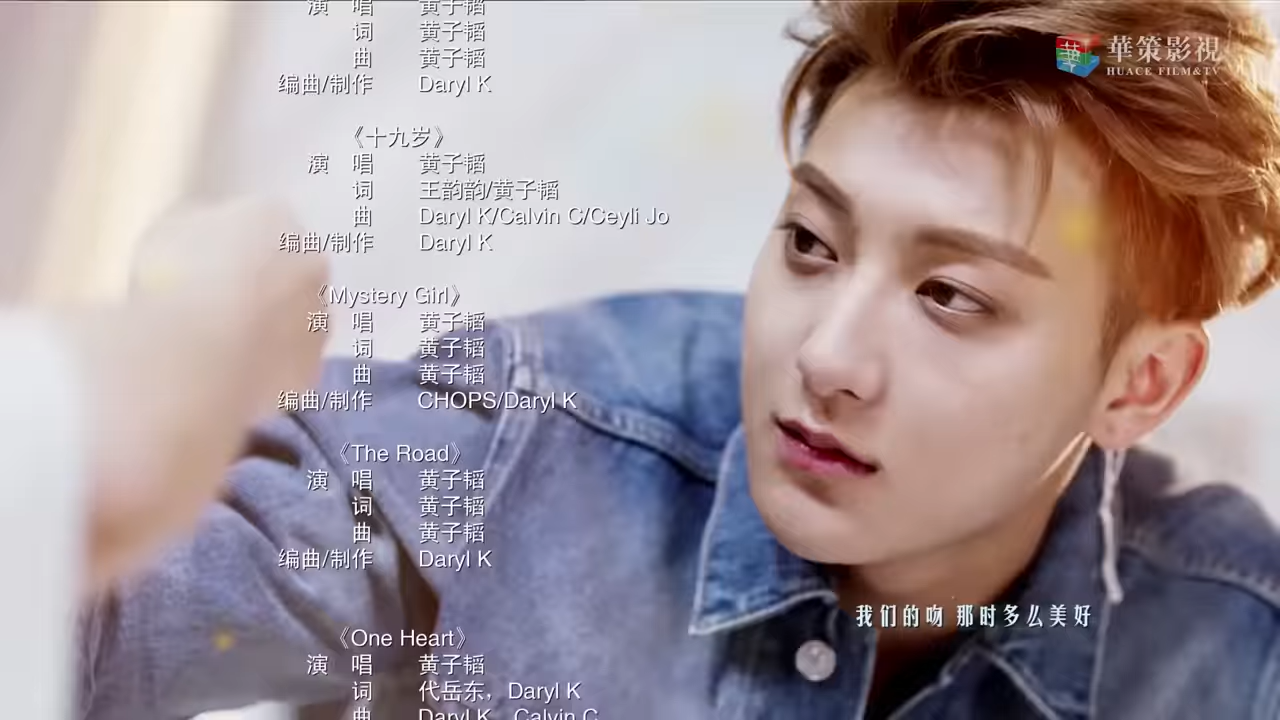 演 唱 黄子韬
词 黄子韬
曲 黄子韬
编曲/制作 Daryl K
《十九岁》
演 唱 黄子韬
词 王韵韵/黄子韬
曲 Daryl K/Calvin C/Ceyli Jo
编曲/制作 Daryl K
《Mystery Girl》
演 唱 黄子韬
词 黄子韬
曲 黄子韬
编曲/制作 CHOPS/Daryl K
《The Road》
演 唱 黄子韬
词 黄子韬
曲 黄子韬
编曲/制作 Daryl K
《One Heart》
演 唱 黄子韬
词 代岳东，Daryl K
曲 Daryl K，Calvin C
華策影視
HUACE FILM&TV
我们的吻 那时多么美好